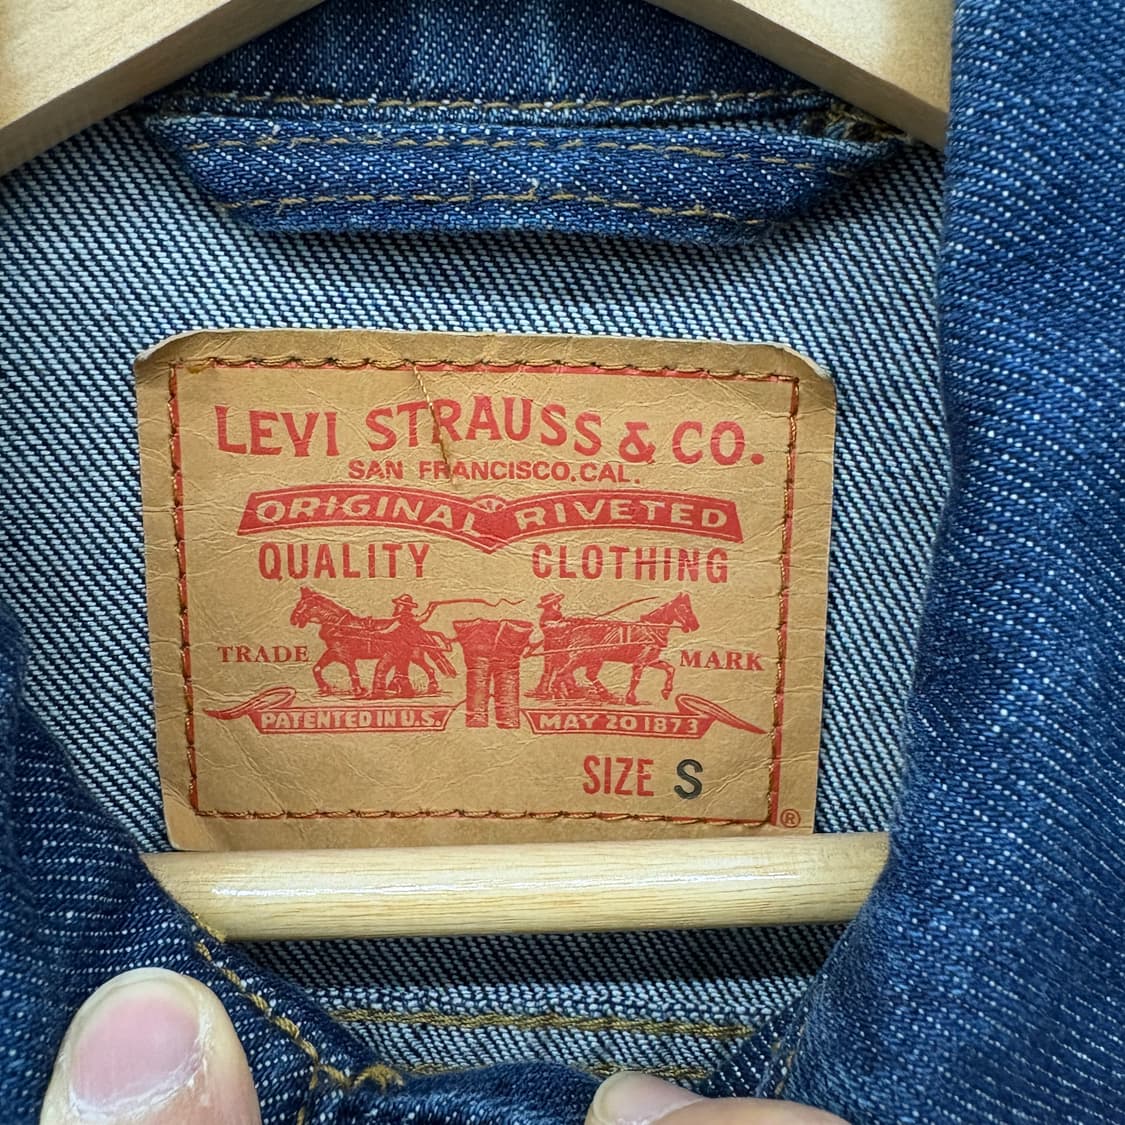 LEVI STRAUSS & CO.
SAN FRANCISCO, CAL.
ORIGINAL RIVETED
QUALITY CLOTHING
TRADE MARK
PATENTED IN U.S. MAY 20 1873
SIZE S
®